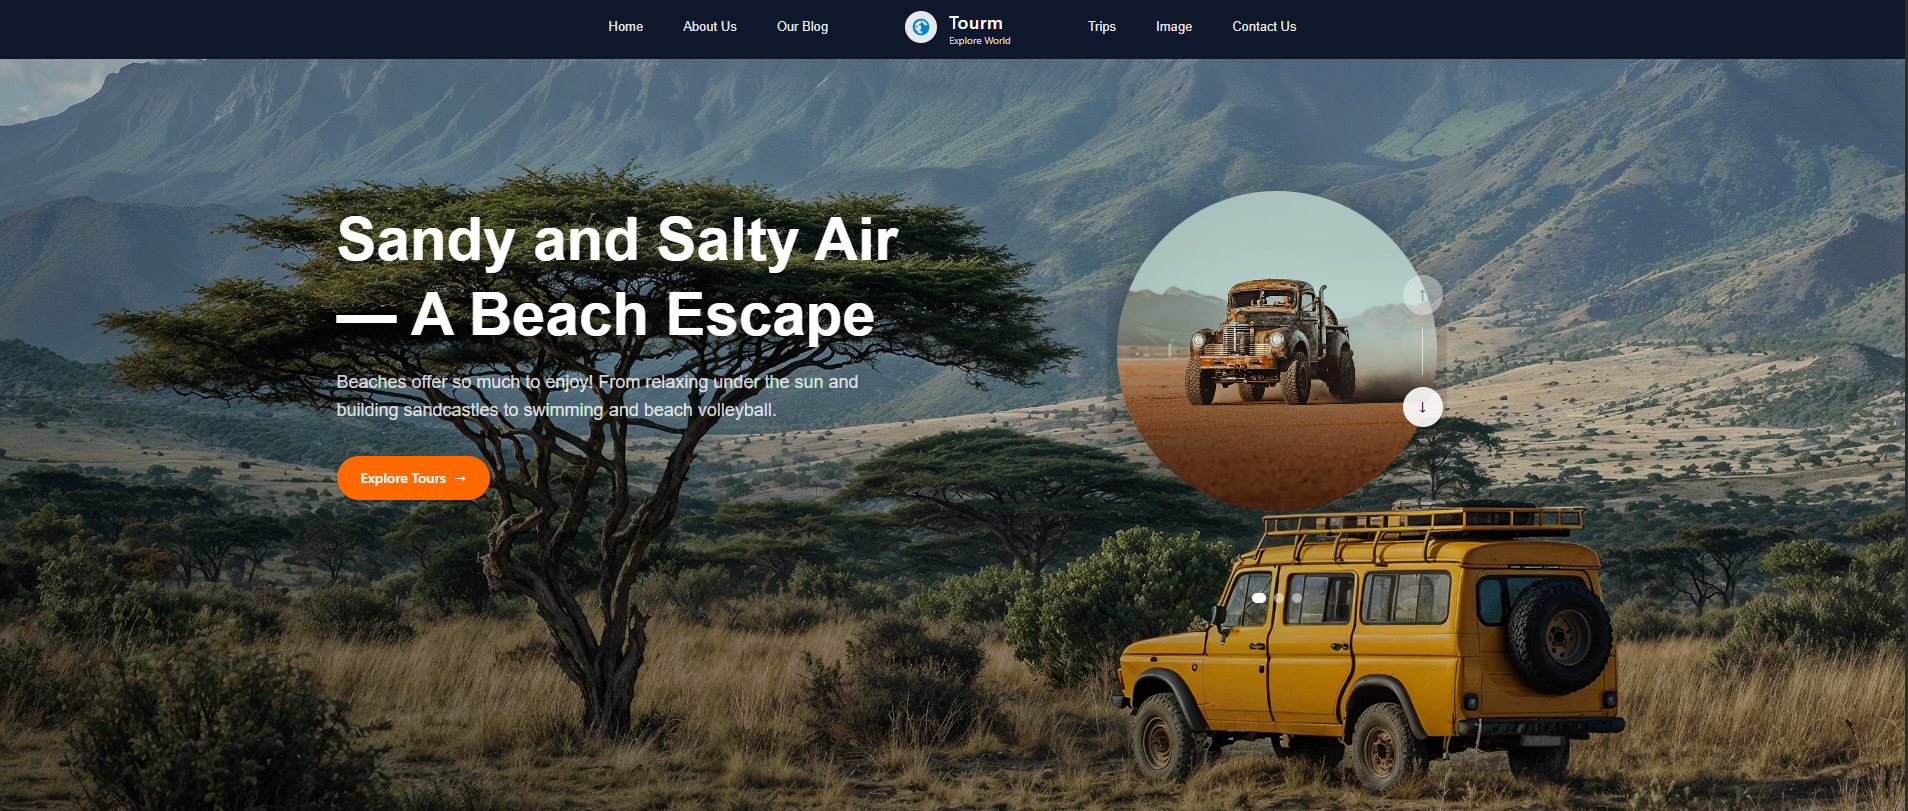 Home About Us Our Blog Tourm Trips Image Contact Us
Explore World
Sandy and Salty Air
— A Beach Escape
Beaches offer so much to enjoy! From relaxing under the sun and
building sandcastles to swimming and beach volleyball.
Explore Tours →
↑
↓